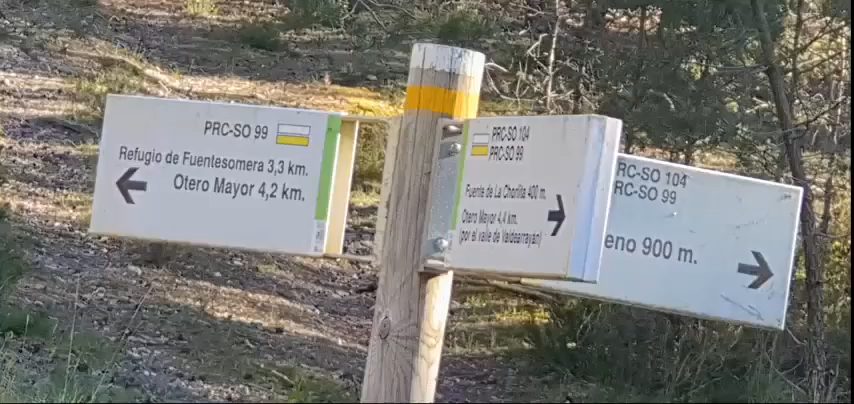 PRC-SO 99
Refugio de Fuentesomera 3,3 km.
Otero Mayor 4,2 km.
PRC-SO 104
PRC-SO 99
Fuente de La Chorilla 400 m.
Otero Mayor 4,4 km.
(por el valle de Valdearrayán)
RC-SO 104
RC-SO 99
eno 900 m.